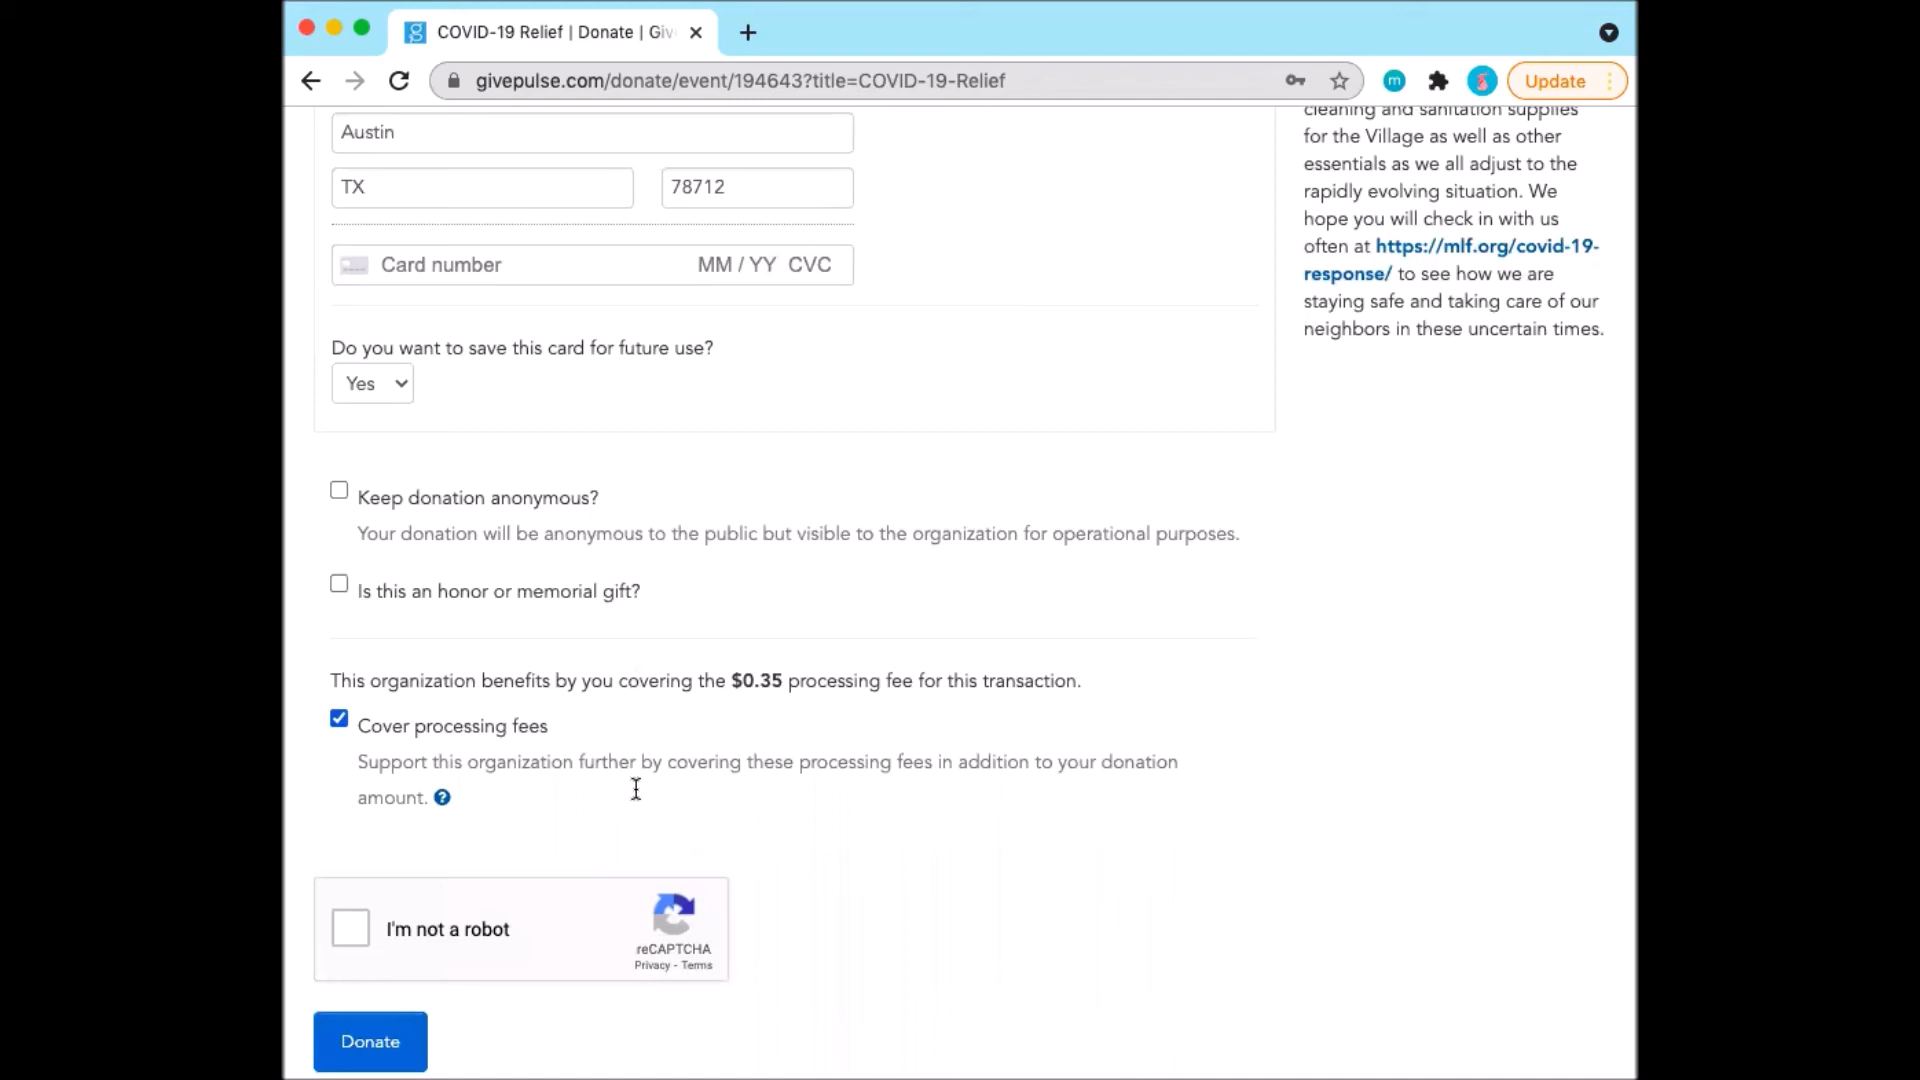 COVID-19 Relief | Donate | Giv
givepulse.com/donate/event/194643?title=COVID-19-Relief
m
Update
Austin
TX
78712
Card number MM / YY CVC
Do you want to save this card for future use?
Yes
Keep donation anonymous?
Your donation will be anonymous to the public but visible to the organization for operational purposes.
Is this an honor or memorial gift?
This organization benefits by you covering the $0.35 processing fee for this transaction.
Cover processing fees
Support this organization further by covering these processing fees in addition to your donation
amount. ?
I'm not a robot
reCAPTCHA
Privacy - Terms
Donate
cleaning and sanitation supplies
for the Village as well as other
essentials as we all adjust to the
rapidly evolving situation. We
hope you will check in with us
often at https://mlf.org/covid-19-
response/ to see how we are
staying safe and taking care of our
neighbors in these uncertain times.